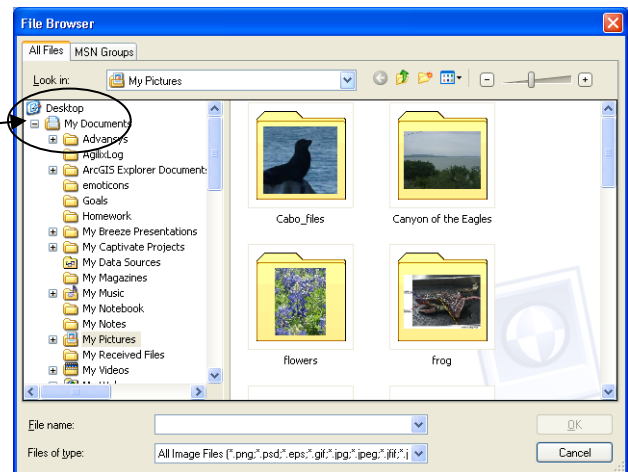 File Browser
All Files
MSN Groups
Look in:
My Pictures
Desktop
My Documents
Advansys
AgilixLog
ArcGIS Explorer Document
emoticons
Goals
Homework
My Breeze Presentations
My Captivate Projects
My Data Sources
My Magazines
My Music
My Notebook
My Notes
My Pictures
My Received Files
My Videos
Cabo_files
Canyon of the Eagles
flowers
frog
File name:
OK
Files of type:
All Image Files (*.png;*.psd;*.eps;*.gif;*.jpg;*.jpeg;*.jfif;*.j
Cancel